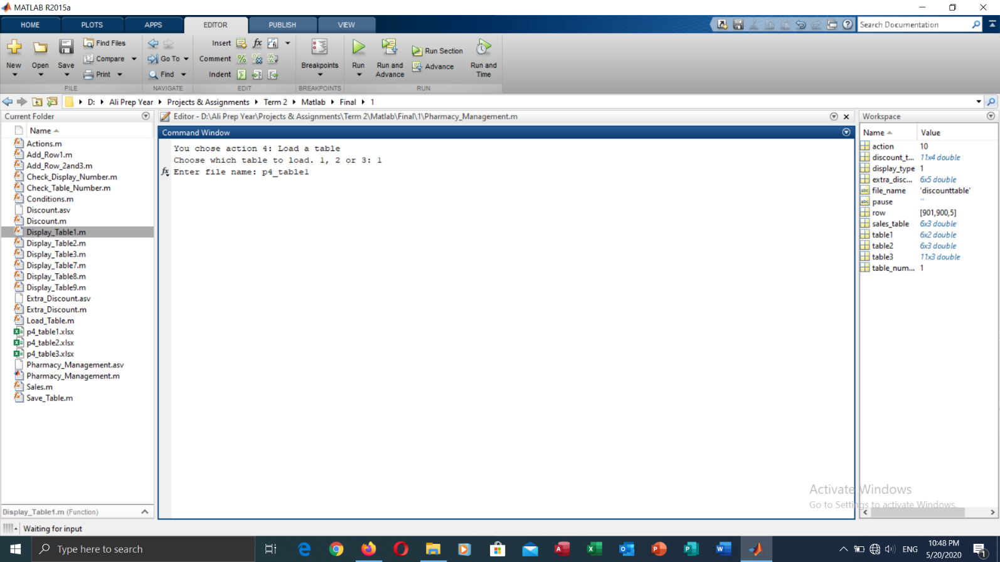 MATLAB R2015a
HOME PLOTS APPS EDITOR PUBLISH VIEW
Search Documentation
New Open Save
Find Files
Compare
Print
FILE
Go To
Find
NAVIGATE
Insert fx
Comment
Indent
EDIT
Breakpoints
BREAKPOINTS
Run
Run and Advance
Run Section
Advance
Run and Time
RUN
D: Ali Prep Year Projects & Assignments Term 2 Matlab Final 1
Current Folder
Name
Actions.m
Add_Row1.m
Add_Row_2and3.m
Check_Display_Number.m
Check_Table_Number.m
Conditions.m
Discount.asv
Discount.m
Display_Table1.m
Display_Table2.m
Display_Table3.m
Display_Table7.m
Display_Table8.m
Display_Table9.m
Extra_Discount.asv
Extra_Discount.m
Load_Table.m
p4_table1.xlsx
p4_table2.xlsx
p4_table3.xlsx
Pharmacy_Management.asv
Pharmacy_Management.m
Sales.m
Save_Table.m
Display_Table1.m (Function)
Editor - D:\Ali Prep Year\Projects & Assignments\Term 2\Matlab\Final\1\Pharmacy_Management.m
Command Window
You chose action 4: Load a table
Choose which table to load. 1, 2 or 3: 1
fx Enter file name: p4_table1
Workspace
Name Value
action 10
discount_t... 11x4 double
display_type 1
extra_disc... 6x5 double
file_name 'discounttable'
pause ''
row [901,900,5]
sales_table 6x3 double
table1 6x2 double
table2 6x3 double
table3 11x3 double
table_num... 1
Activate Windows
Go to Settings to activate Windows.
Waiting for input
Type here to search
ENG
10:48 PM
5/20/2020
1